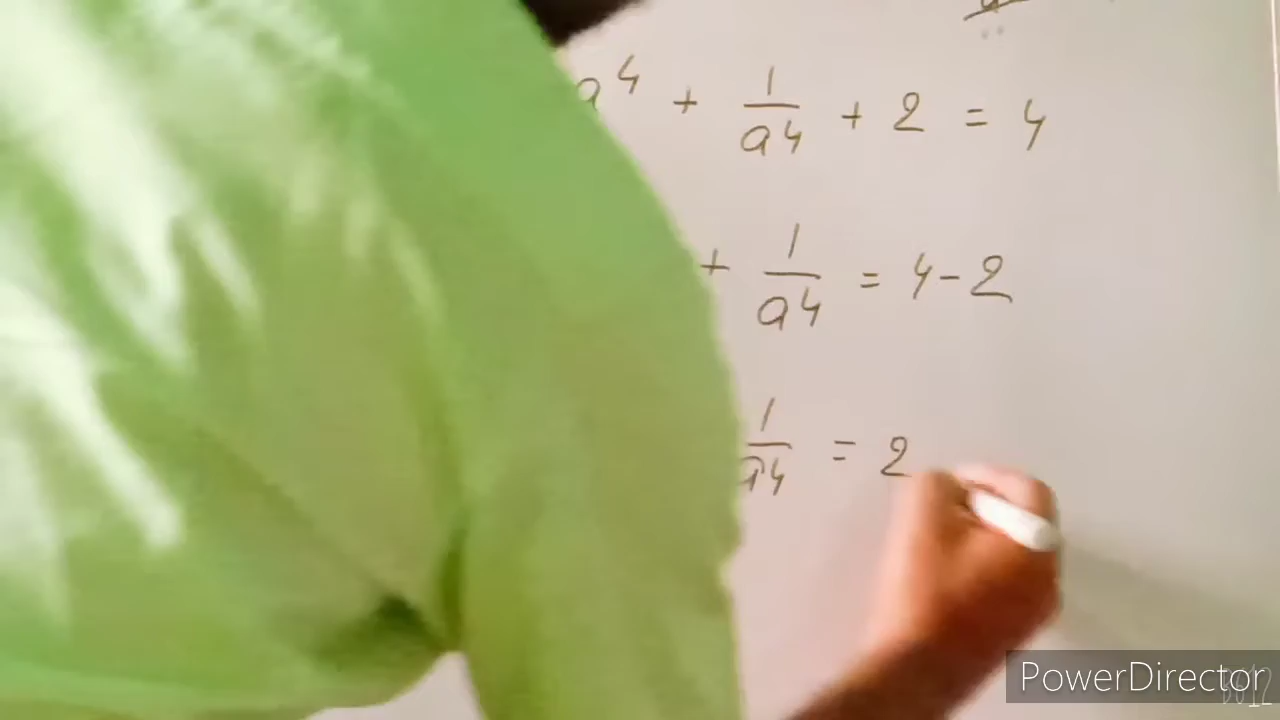 a⁴ + 1/a4 + 2 = 4
+ 1/a4 = 4 - 2
1/a4 = 2
PowerDirector